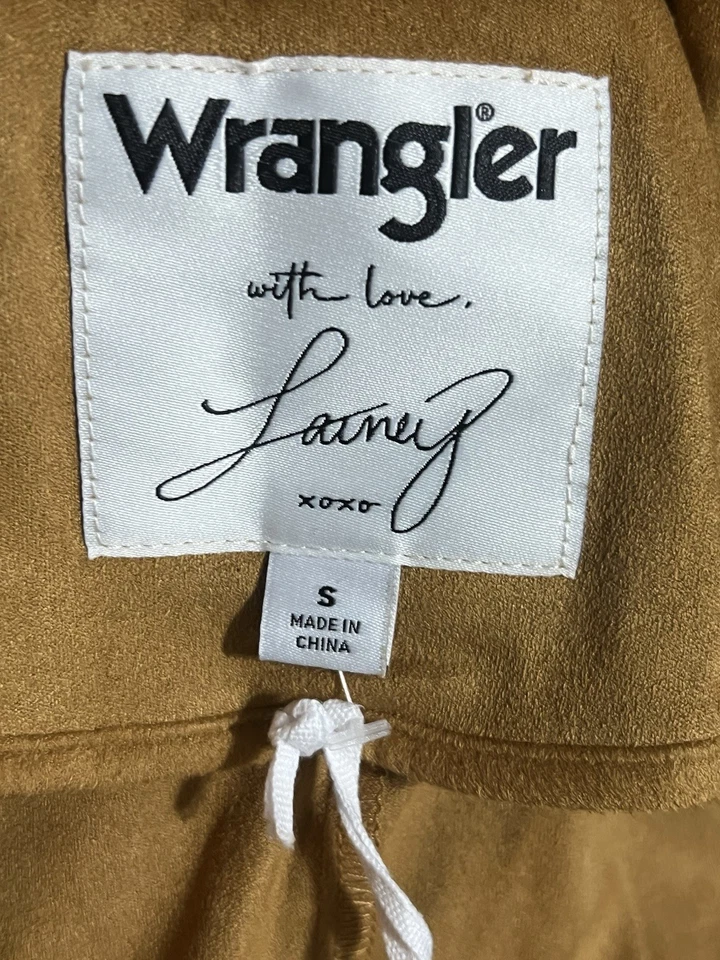 Wrangler®
with love,
Lainey
xoxo
S
MADE IN
CHINA